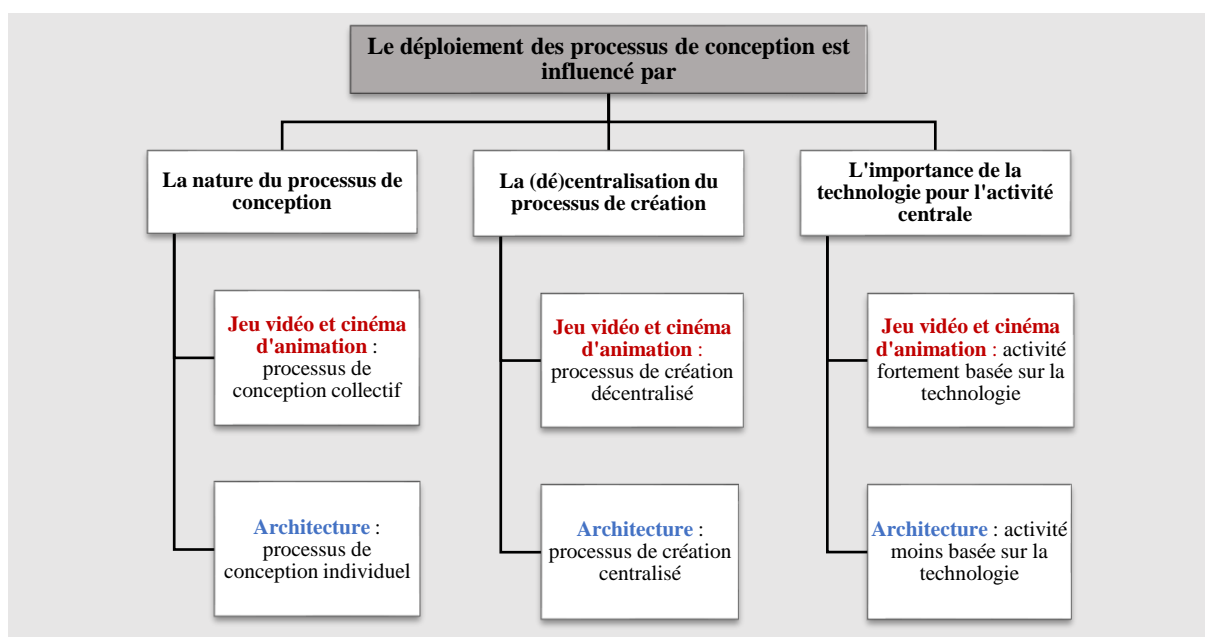 Le déploiement des processus de conception est
influencé par
La nature du processus de
conception
La (dé)centralisation du
processus de création
L'importance de la
technologie pour l'activité
centrale
Jeu vidéo et cinéma
d'animation :
processus de
conception collectif
Jeu vidéo et cinéma
d'animation :
processus de création
décentralisé
Jeu vidéo et cinéma
d'animation : activité
fortement basée sur la
technologie
Architecture :
processus de
conception individuel
Architecture :
processus de création
centralisé
Architecture : activité
moins basée sur la
technologie